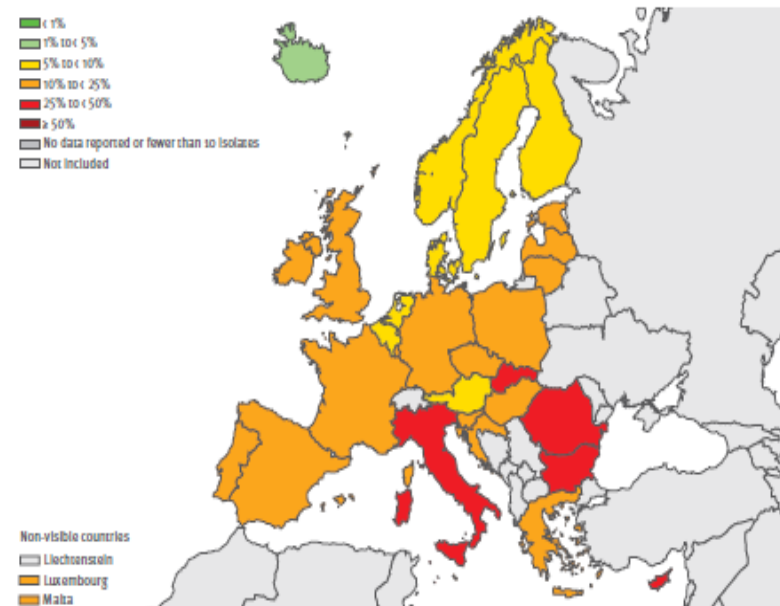 < 1%
1% to < 5%
5% to < 10%
10% to < 25%
25% to < 50%
≥ 50%
No data reported or fewer than 10 isolates
Not included
Non-visible countries
Liechtenstein
Luxembourg
Malta